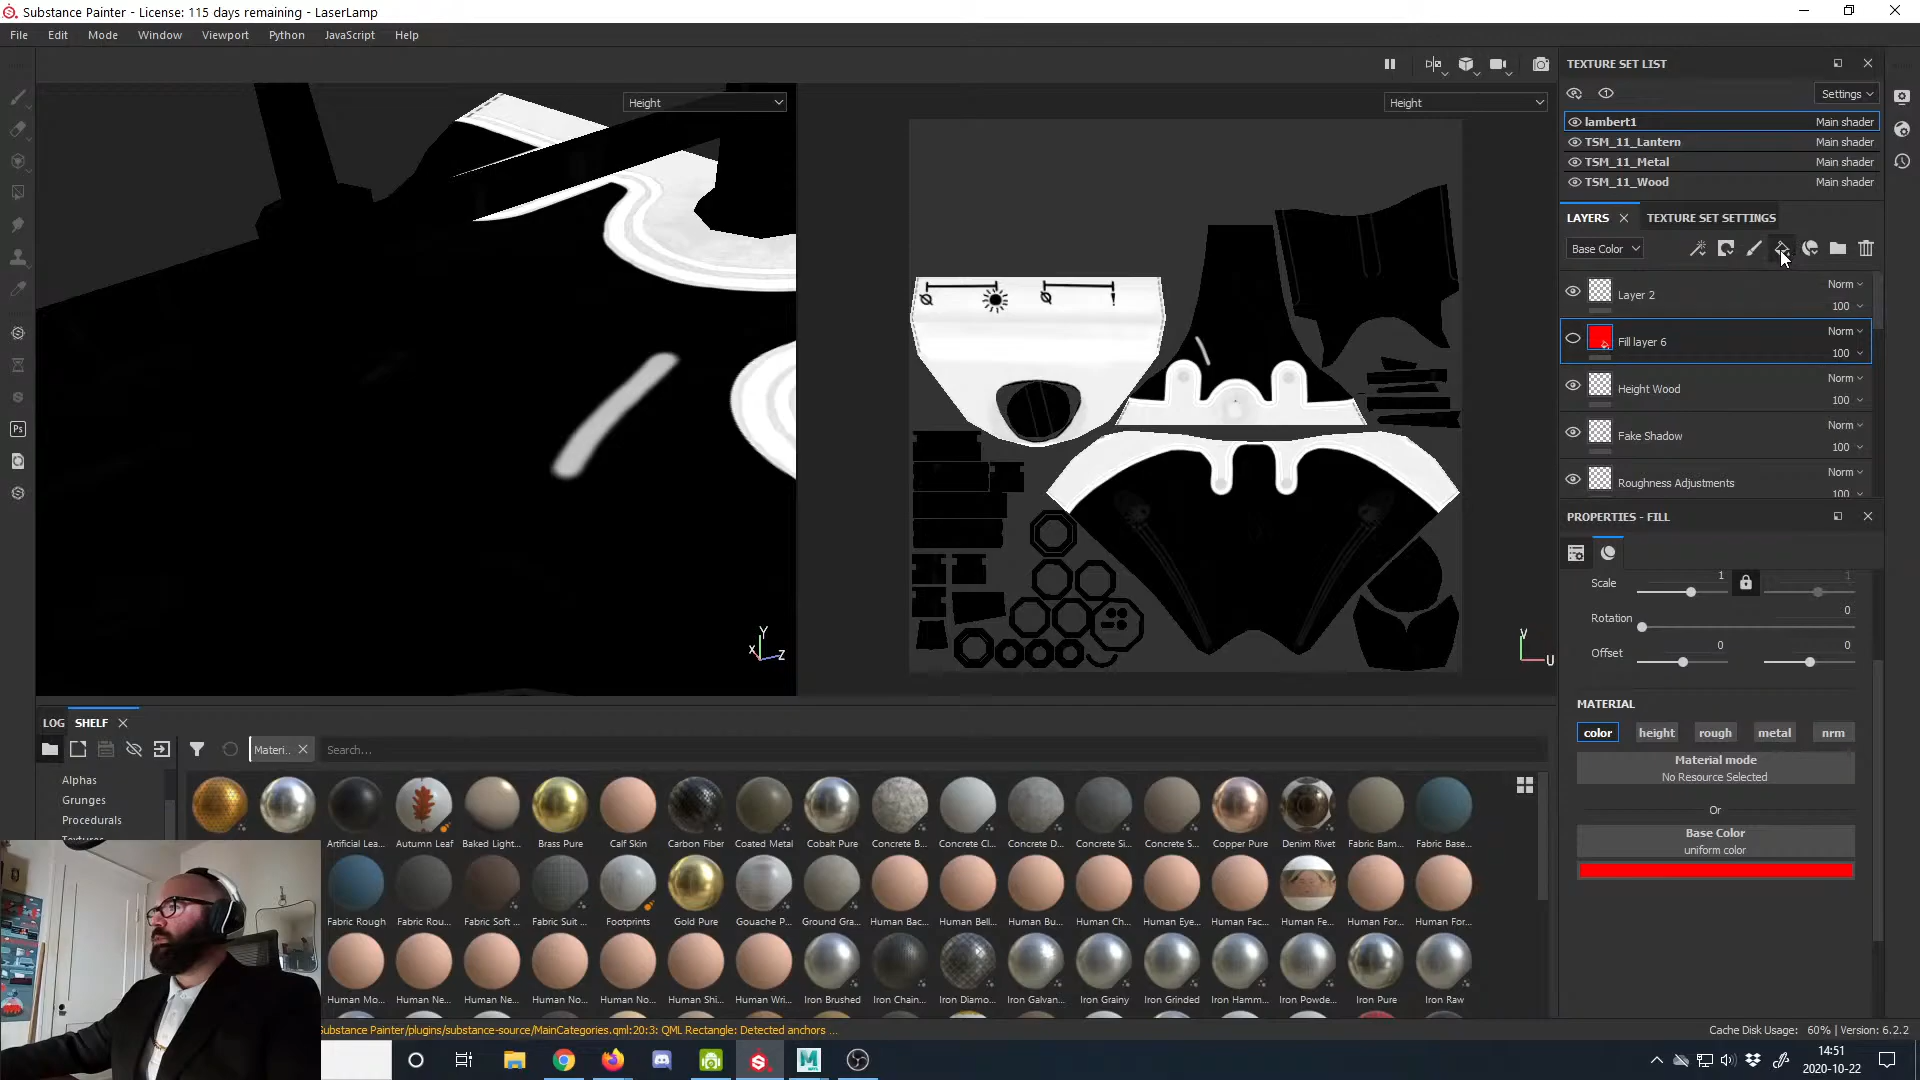 Substance Painter - License: 115 days remaining - LaserLamp
File Edit Mode Window Viewport Python JavaScript Help
Height
Height
TEXTURE SET LIST
Settings
lambert1 Main shader
TSM_11_Lantern Main shader
TSM_11_Metal Main shader
TSM_11_Wood Main shader
LAYERS TEXTURE SET SETTINGS
Base Color
Layer 2 Norm 100
Fill layer 6 Norm 100
Height Wood Norm 100
Fake Shadow Norm 100
Roughness Adjustments Norm 100
PROPERTIES - FILL
Scale 1 1
Rotation 0
Offset 0 0
MATERIAL
color height rough metal nrm
Material mode
No Resource Selected
Or
Base Color
uniform color
Y
X Z
V
U
LOG SHELF
Materi... Search...
Alphas
Grunges
Procedurals
Textures
Artificial Lea... Autumn Leaf Baked Light... Brass Pure Calf Skin Carbon Fiber Coated Metal Cobalt Pure Concrete B... Concrete Cl... Concrete D... Concrete Si... Concrete S... Copper Pure Denim Rivet Fabric Bam... Fabric Base...
Fabric Rough Fabric Rou... Fabric Soft ... Fabric Suit ... Footprints Gold Pure Gouache P... Ground Gra... Human Bac... Human Bell... Human Bu... Human Ch... Human Eye... Human Fac... Human Fe... Human For... Human For...
Human Mo... Human Ne... Human Ne... Human No... Human No... Human Shi... Human Wri... Iron Brushed Iron Chain... Iron Diamo... Iron Galvan... Iron Grainy Iron Grinded Iron Hamm... Iron Powde... Iron Pure Iron Raw
Substance Painter/plugins/substance-source/MainCategories.qml:20:3: QML Rectangle: Detected anchors ...
Cache Disk Usage: 60% | Version: 6.2.2
Ps
M
14:51
2020-10-22